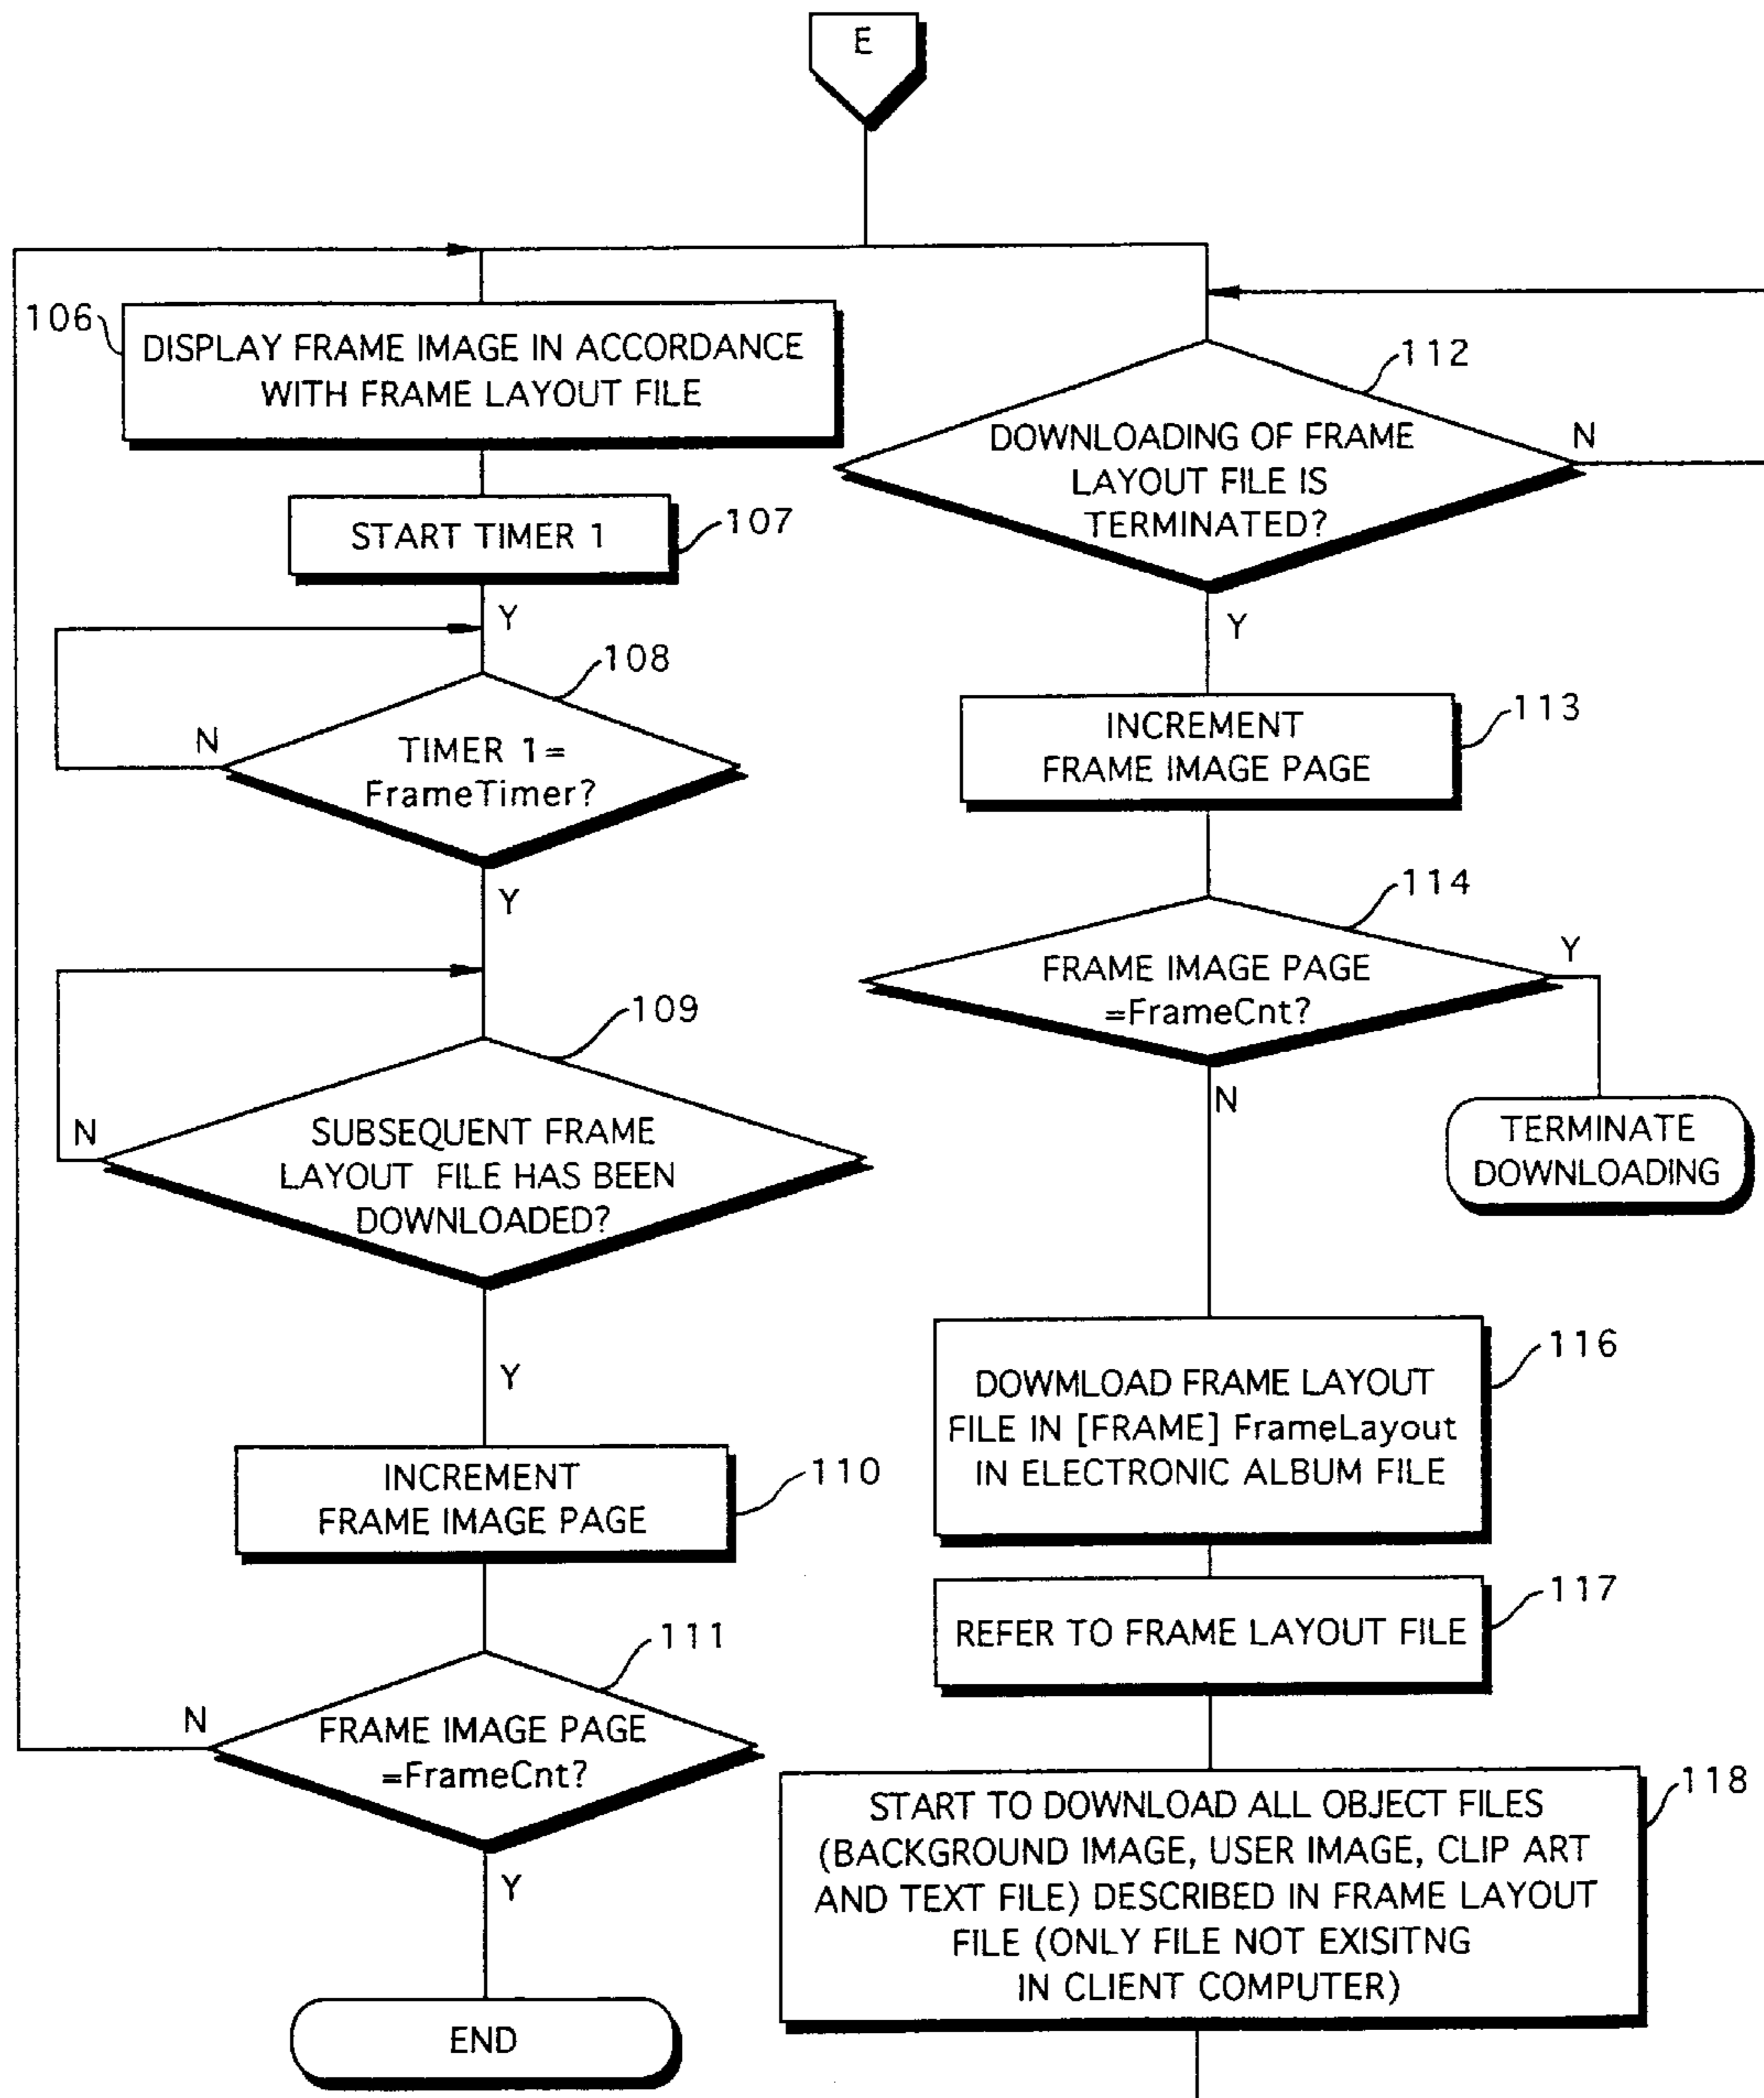 E
106
DISPLAY FRAME IMAGE IN ACCORDANCE
WITH FRAME LAYOUT FILE
START TIMER 1
107
Y
108
N
TIMER 1=
FrameTimer?
Y
109
N
SUBSEQUENT FRAME
LAYOUT FILE HAS BEEN
DOWNLOADED?
Y
INCREMENT
FRAME IMAGE PAGE
110
111
N
FRAME IMAGE PAGE
=FrameCnt?
Y
END
112
DOWNLOADING OF FRAME
LAYOUT FILE IS
TERMINATED?
N
Y
INCREMENT
FRAME IMAGE PAGE
113
114
FRAME IMAGE PAGE
=FrameCnt?
Y
N
TERMINATE
DOWNLOADING
116
DOWMLOAD FRAME LAYOUT
FILE IN [FRAME] FrameLayout
IN ELECTRONIC ALBUM FILE
117
REFER TO FRAME LAYOUT FILE
118
START TO DOWNLOAD ALL OBJECT FILES
(BACKGROUND IMAGE, USER IMAGE, CLIP ART
AND TEXT FILE) DESCRIBED IN FRAME LAYOUT
FILE (ONLY FILE NOT EXISITNG
IN CLIENT COMPUTER)